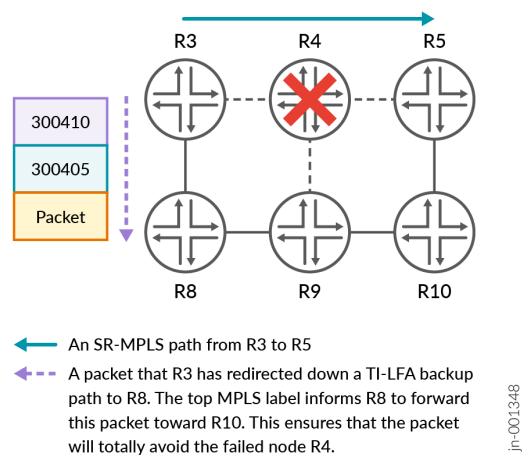 R3
R4
R5
300410
300405
Packet
R8
R9
R10
An SR-MPLS path from R3 to R5
A packet that R3 has redirected down a TI-LFA backup
path to R8. The top MPLS label informs R8 to forward
this packet toward R10. This ensures that the packet
will totally avoid the failed node R4.
jn-001348